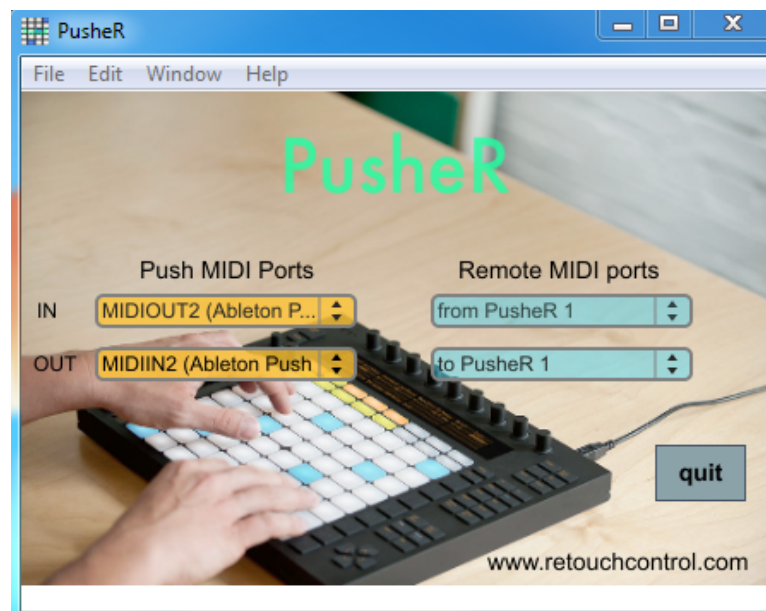 PusheR
File Edit Window Help
PusheR
Push MIDI Ports Remote MIDI ports
IN MIDIOUT2 (Ableton P... from PusheR 1
OUT MIDIIN2 (Ableton Push to PusheR 1
quit
www.retouchcontrol.com